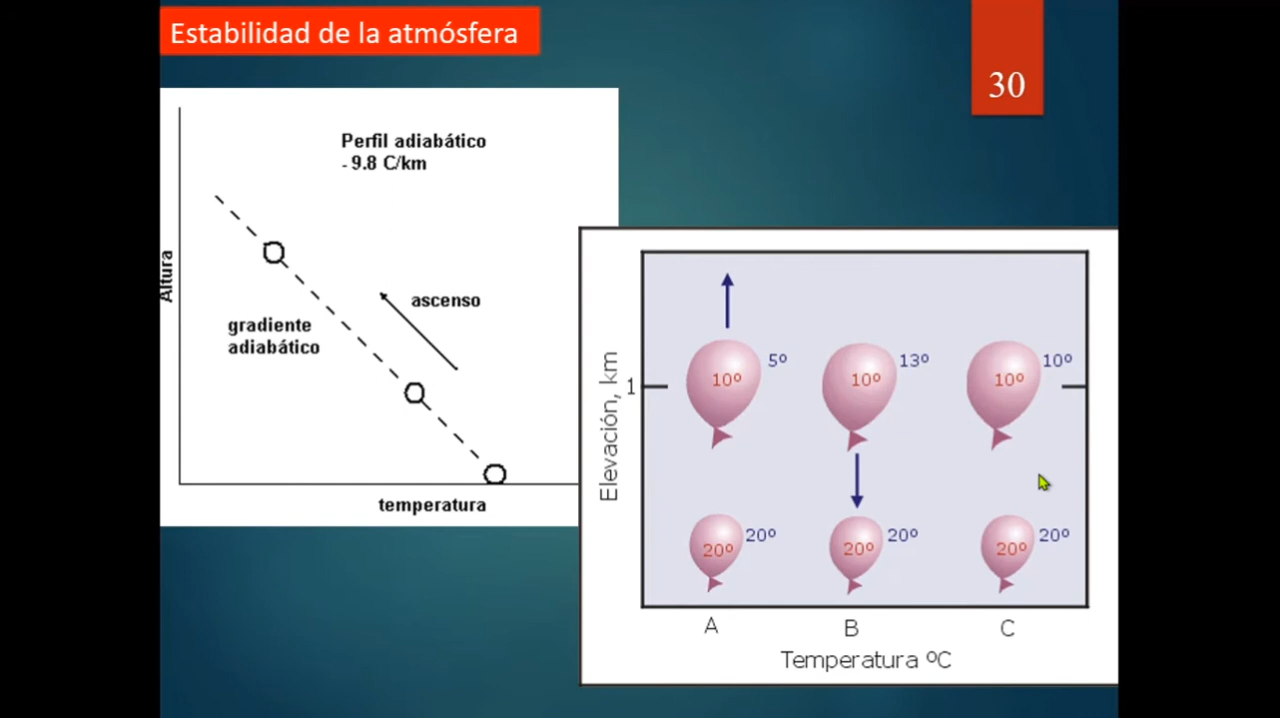 Estabilidad de la atmósfera
30
Perfil adiabático
- 9.8 C/km
Altura
ascenso
gradiente
adiabático
temperatura
Elevación, km
1
10º 5º
10º 13º
10º 10º
20º 20º
20º 20º
20º 20º
A B C
Temperatura ºC